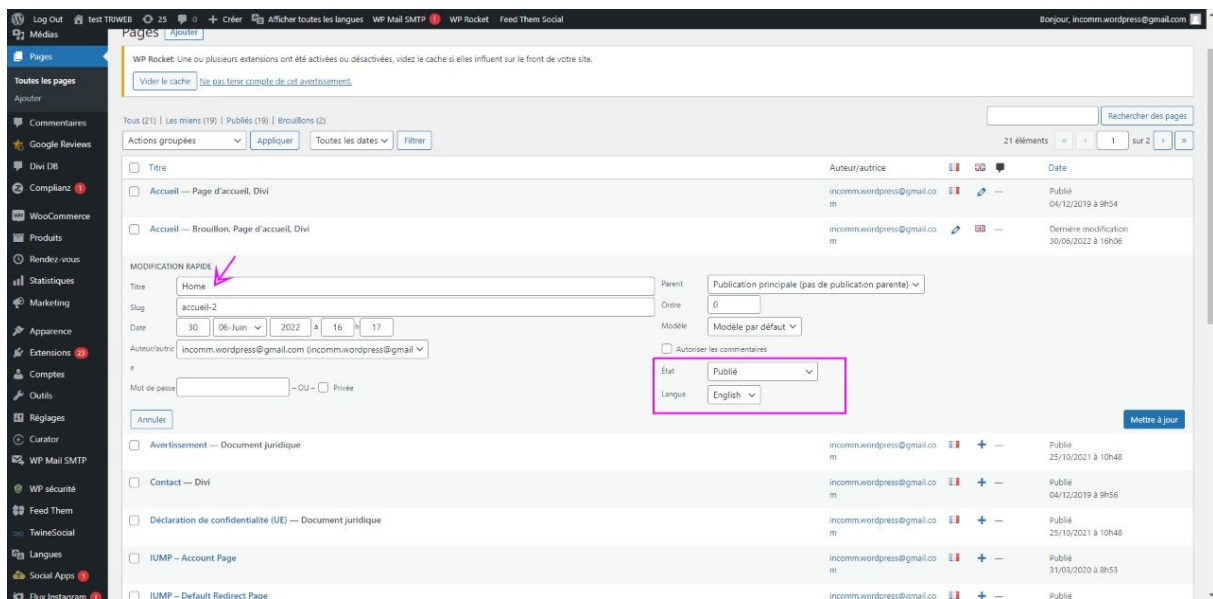 Log Out test TRIWEB 25 0 + Créer Afficher toutes les langues WP Mail SMTP WP Rocket Feed Them Social Bonjour, incomm.wordpress@gmail.com
Médias
Pages
Toutes les pages
Ajouter
Commentaires
Google Reviews
Divi DB
Complianz 1
WooCommerce
Produits
Rendez-vous
Statistiques
Marketing
Apparence
Extensions 23
Comptes
Outils
Réglages
Curator
WP Mail SMTP
WP sécurité
Feed Them
TwineSocial
Langues
Social Apps 1
Flux Instagram
Pages Ajouter
WP Rocket: Une ou plusieurs extensions ont été activées ou désactivées, videz le cache si elles influent sur le front de votre site.
Vider le cache Ne pas tenir compte de cet avertissement.
Tous (21) | Les miens (19) | Publiés (19) | Brouillons (2)
Rechercher des pages
Actions groupées Appliquer Toutes les dates Filtrer
21 éléments « ‹ 1 sur 2 › »
Titre Auteur/autrice Date
Accueil — Page d'accueil, Divi
incomm.wordpress@gmail.co
m
—
Publié
04/12/2019 à 9h54
Accueil — Brouillon, Page d'accueil, Divi
incomm.wordpress@gmail.co
m
—
Dernière modification
30/06/2022 à 16h06
MODIFICATION RAPIDE
Titre Home
Slug accueil-2
Date 30 06-Juin 2022 à 16 h 17
Auteur/autric
e
incomm.wordpress@gmail.com (incomm.wordpress@gmail
Mot de passe – OU – Privée
Parent Publication principale (pas de publication parente)
Ordre 0
Modèle Modèle par défaut
Autoriser les commentaires
État Publié
Langue English
Annuler Mettre à jour
Avertissement — Document juridique
incomm.wordpress@gmail.co
m
+ —
Publié
25/10/2021 à 10h48
Contact — Divi
incomm.wordpress@gmail.co
m
+ —
Publié
04/12/2019 à 9h56
Déclaration de confidentialité (UE) — Document juridique
incomm.wordpress@gmail.co
m
+ —
Publié
25/10/2021 à 10h48
IUMP – Account Page
incomm.wordpress@gmail.co
m
+ —
Publié
31/03/2020 à 8h53
IUMP – Default Redirect Page
incomm.wordpress@gmail.co
+ —
Publié